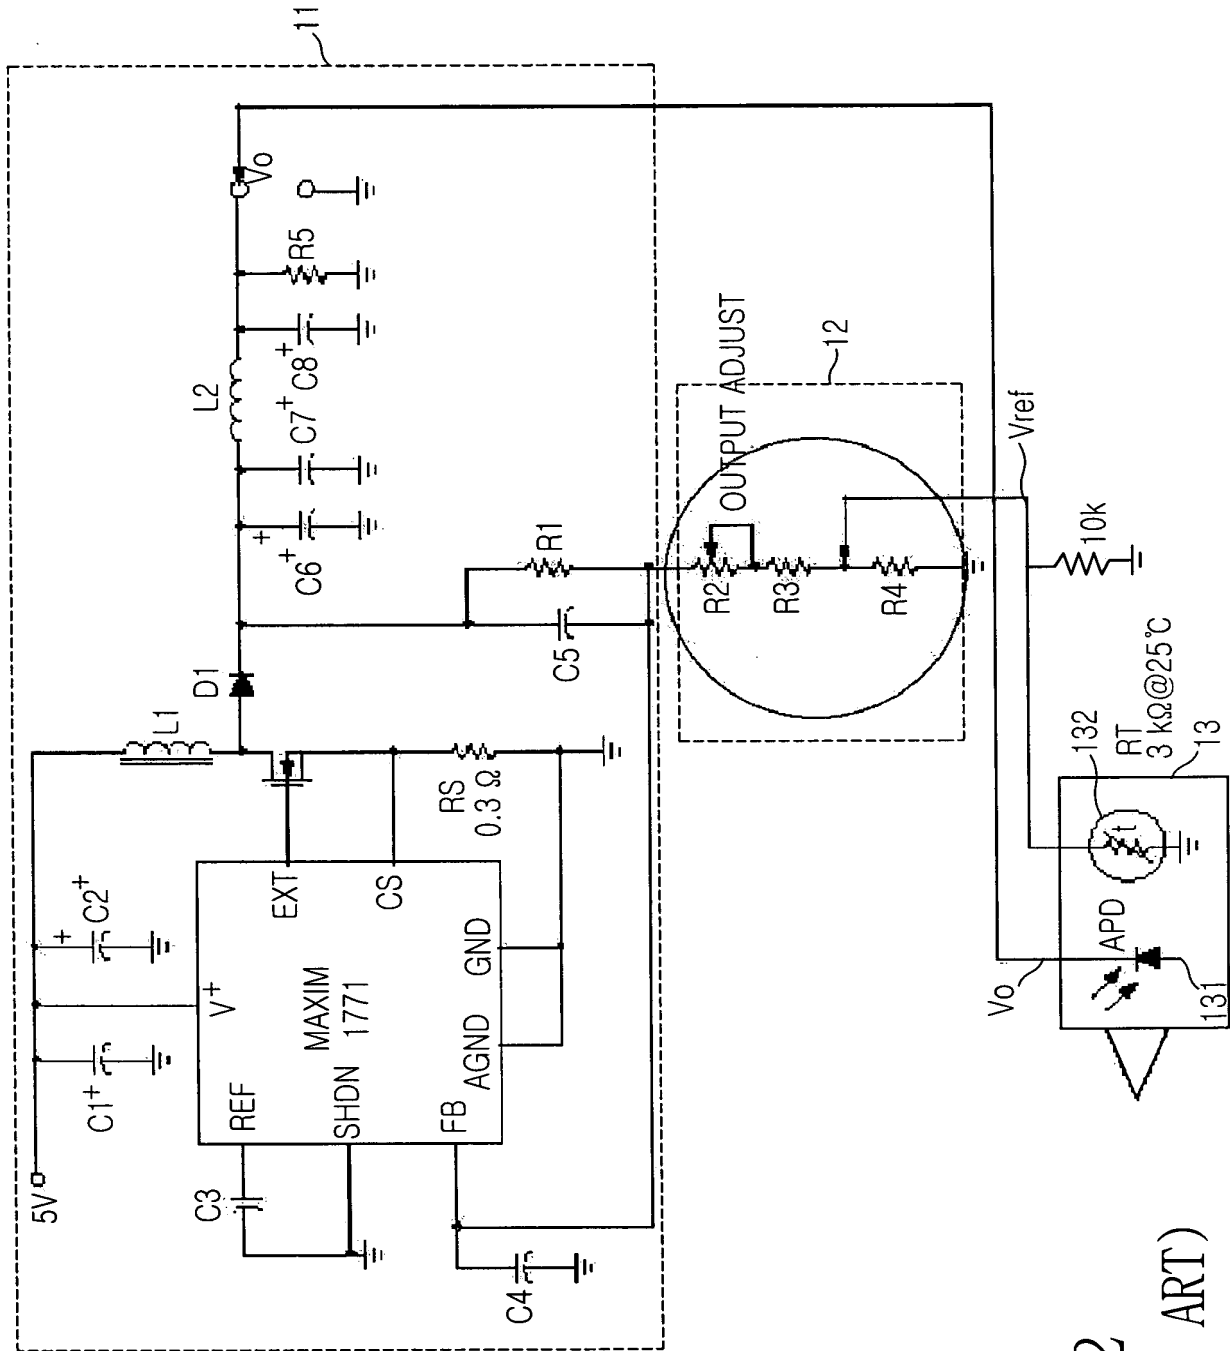 11
5V
C1+
C2+
+
L1
D1
L2
C6+
+
C7+
C8+
+
R5
Vo
V+
REF
SHDN
FB
MAXIM
1771
EXT
CS
AGND
GND
C3
C4
RS
0.3 Ω
C5
R1
12
R2
OUTPUT ADJUST
R3
R4
Vref
10k
Vo
APD
131
132
t
RT
3 kΩ@25℃
13
2
ART)